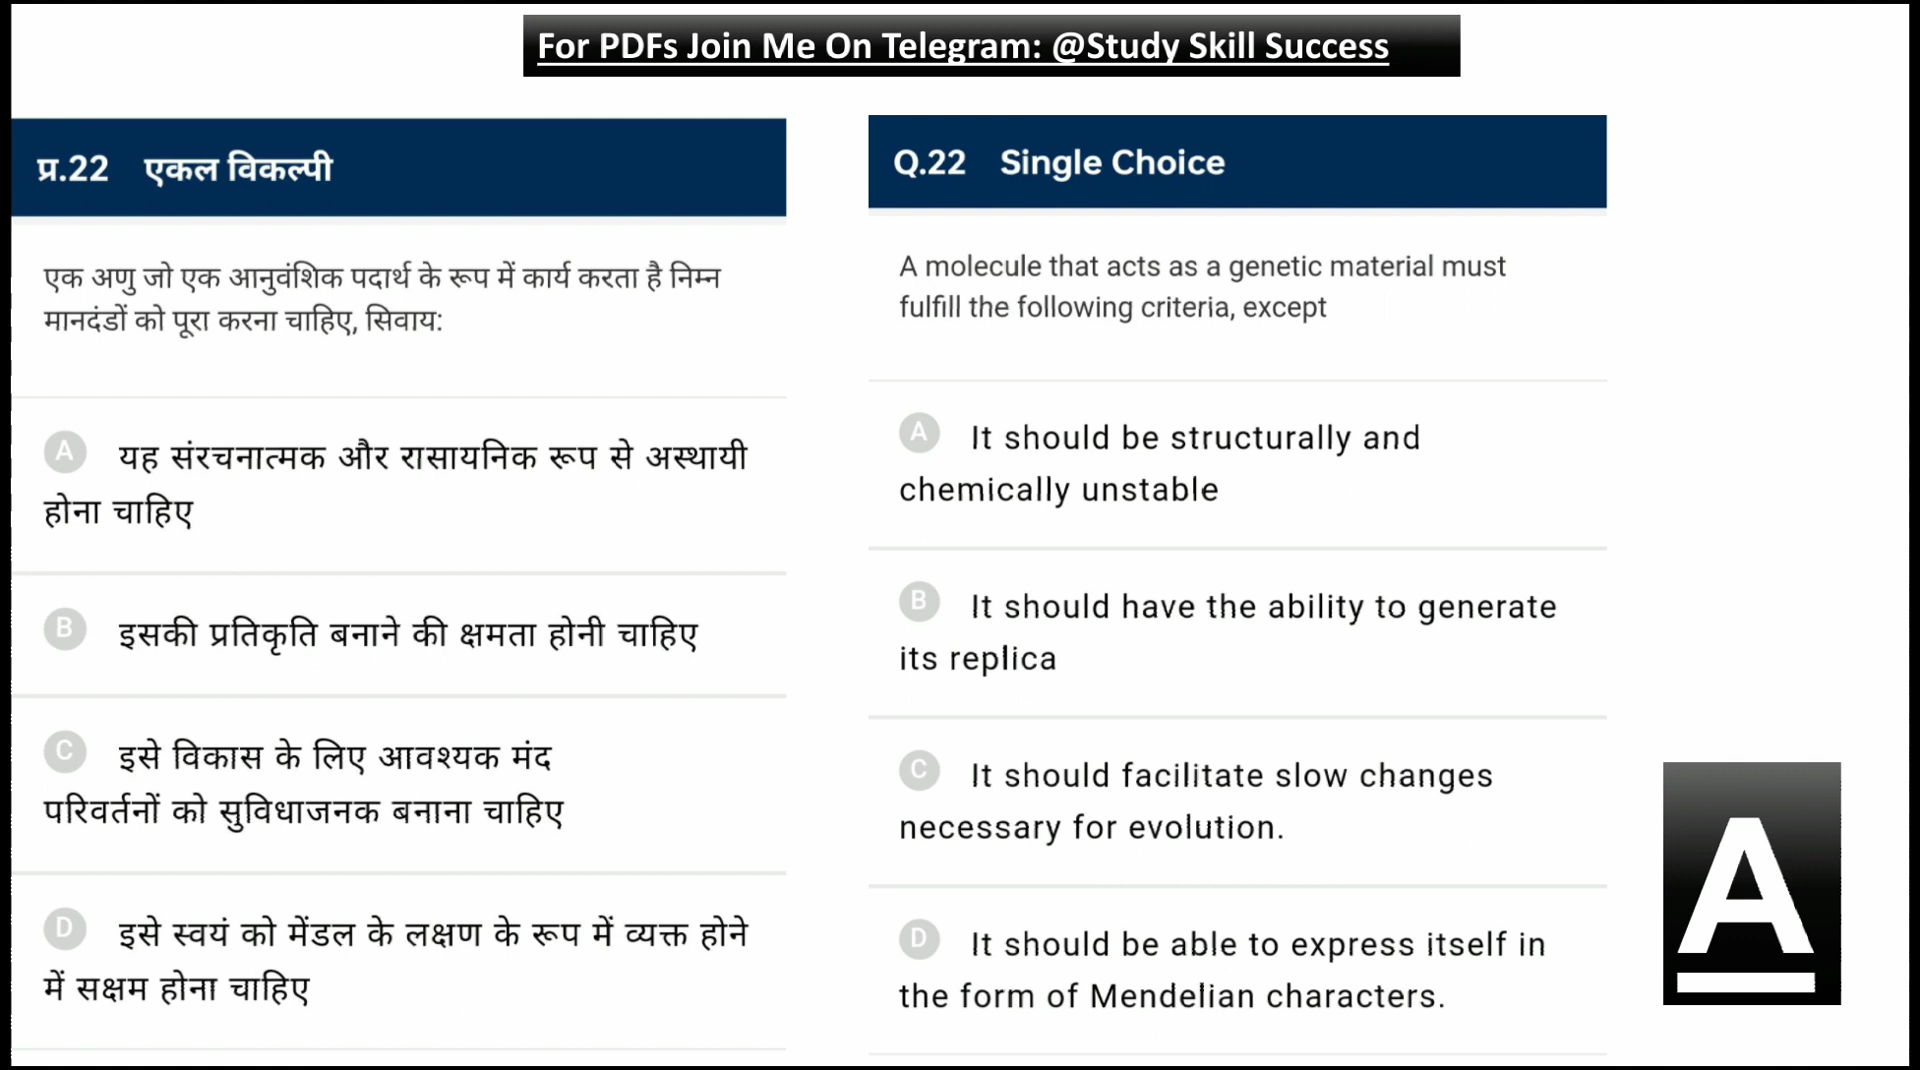 For PDFs Join Me On Telegram: @Study Skill Success
प्र.22 एकल विकल्पी
एक अणु जो एक आनुवंशिक पदार्थ के रूप में कार्य करता है निम्न
मानदंडों को पूरा करना चाहिए, सिवाय:
A यह संरचनात्मक और रासायनिक रूप से अस्थायी
होना चाहिए
B इसकी प्रतिकृति बनाने की क्षमता होनी चाहिए
C इसे विकास के लिए आवश्यक मंद
परिवर्तनों को सुविधाजनक बनाना चाहिए
D इसे स्वयं को मेंडल के लक्षण के रूप में व्यक्त होने
में सक्षम होना चाहिए
Q.22 Single Choice
A molecule that acts as a genetic material must
fulfill the following criteria, except
A It should be structurally and
chemically unstable
B It should have the ability to generate
its replica
C It should facilitate slow changes
necessary for evolution.
D It should be able to express itself in
the form of Mendelian characters.
A